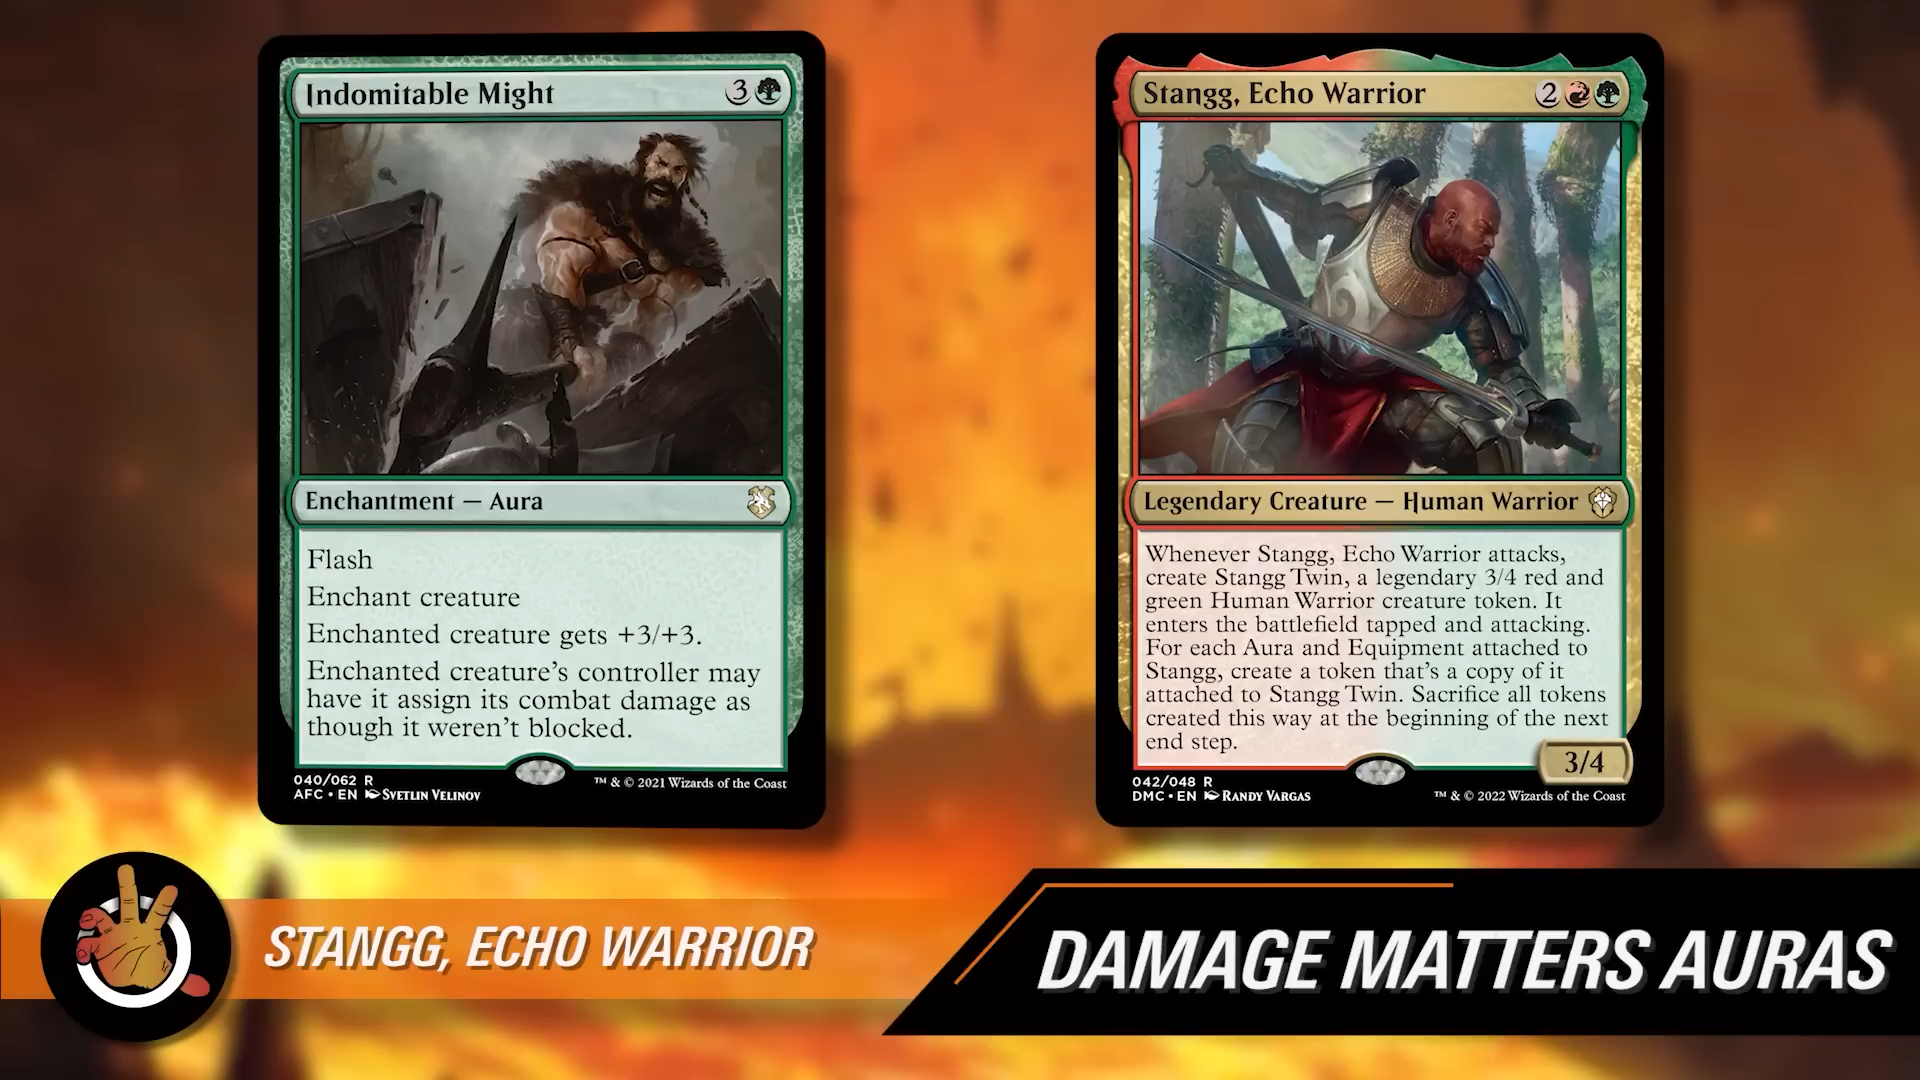 Indomitable Might
3
Enchantment — Aura
Flash
Enchant creature
Enchanted creature gets +3/+3.
Enchanted creature's controller may
have it assign its combat damage as
though it weren't blocked.
040/062 R
AFC • EN Svetlin Velinov
™ & © 2021 Wizards of the Coast
Stangg, Echo Warrior
2
Legendary Creature — Human Warrior
Whenever Stangg, Echo Warrior attacks,
create Stangg Twin, a legendary 3/4 red and
green Human Warrior creature token. It
enters the battlefield tapped and attacking.
For each Aura and Equipment attached to
Stangg, create a token that's a copy of it
attached to Stangg Twin. Sacrifice all tokens
created this way at the beginning of the next
end step.
3/4
042/048 R
DMC • EN Randy Vargas
™ & © 2022 Wizards of the Coast
STANGG, ECHO WARRIOR
DAMAGE MATTERS AURAS